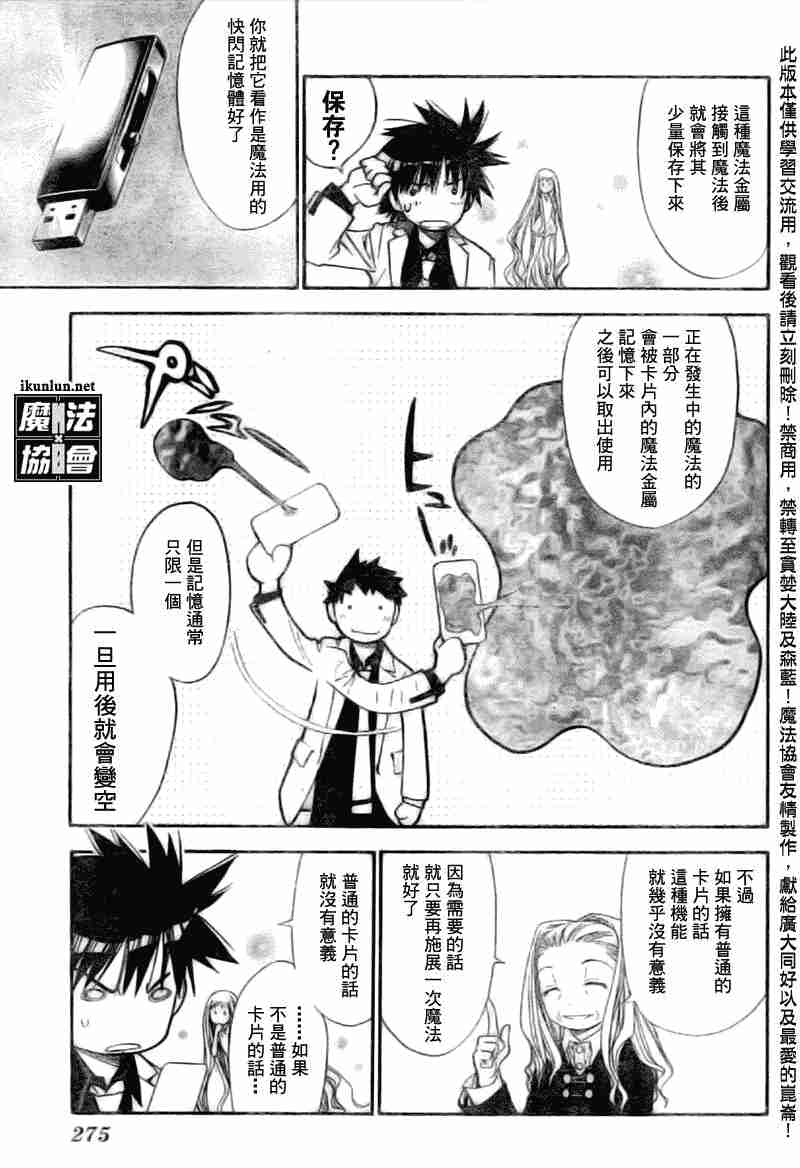 這種魔法金屬
接觸到魔法後
就會將其
少量保存下來
保存？
你就把它看作是魔法用的
快閃記憶體好了
正在發生中的魔法的
一部分
會被卡片內的魔法金屬
記憶下來
之後可以取出使用
但是記憶通常
只限一個
一旦用後就會變空
不過
如果擁有普通的
卡片的話
這種機能
就幾乎沒有意義
因為需要的話
就只要再施展一次魔法
就好了
普通的卡片的話
就沒有意義
……如果
不是普通的
卡片的話…
275
ikunlun.net
魔法
協會
此版本僅供學習交流用，觀看後請立刻刪除！禁商用，禁轉至貪婪大陸及森藍！魔法協會友情製作，獻給廣大同好以及最愛的崑崙！